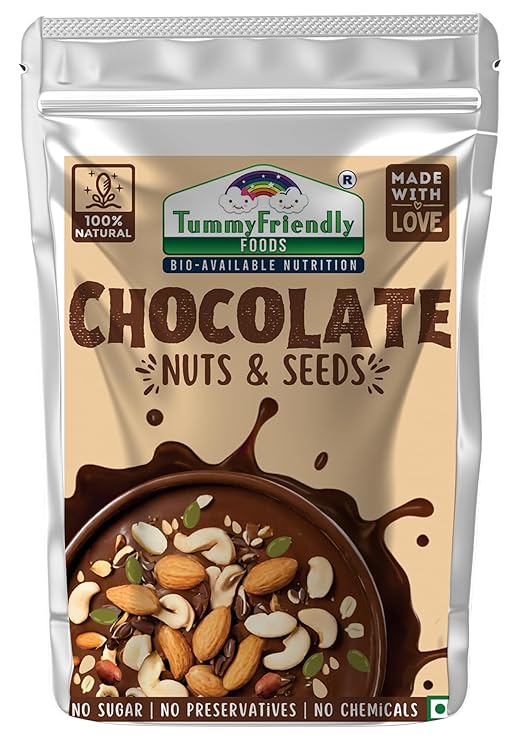 100%
NATURAL
®
TummyFriendly
FOODS
BIO-AVAILABLE NUTRITION
MADE
WITH
LOVE
CHOCOLATE
NUTS & SEEDS
NO SUGAR | NO PRESERVATiVES | NO CHEMiCALS